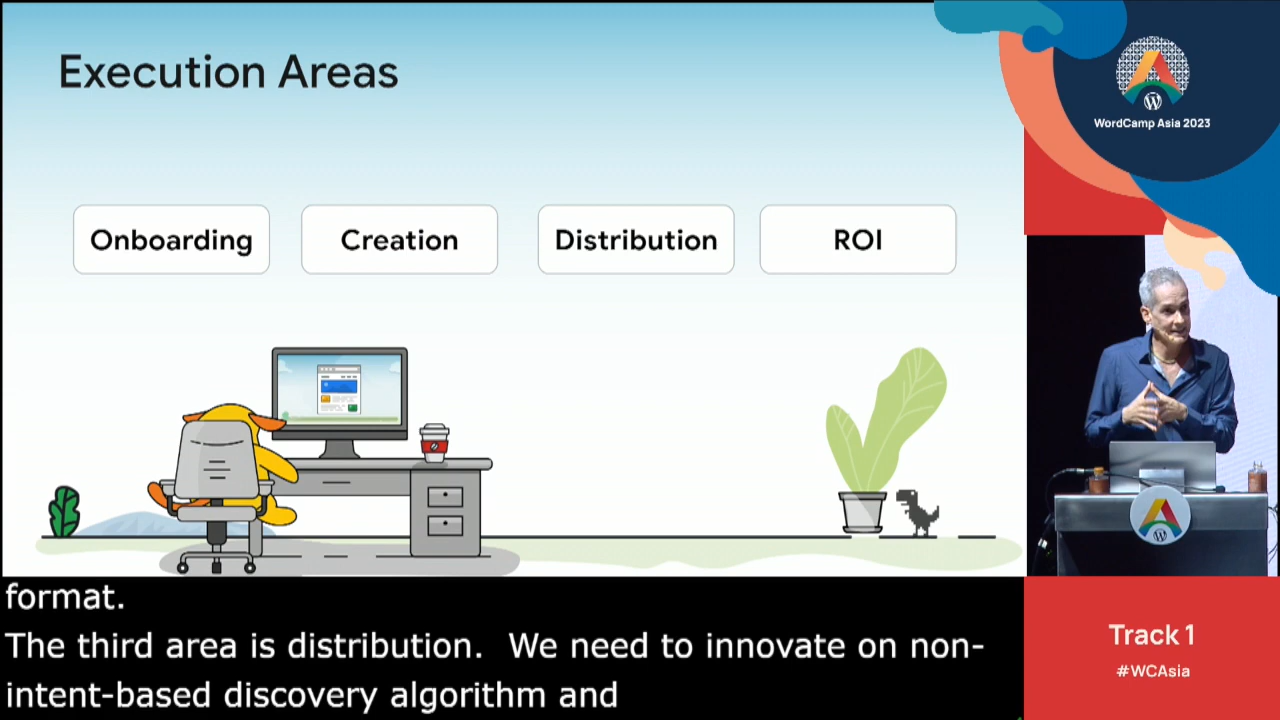 Execution Areas
Onboarding
Creation
Distribution
ROI
WordCamp Asia 2023
format.
The third area is distribution.  We need to innovate on non-
intent-based discovery algorithm and
Track 1
#WCAsia